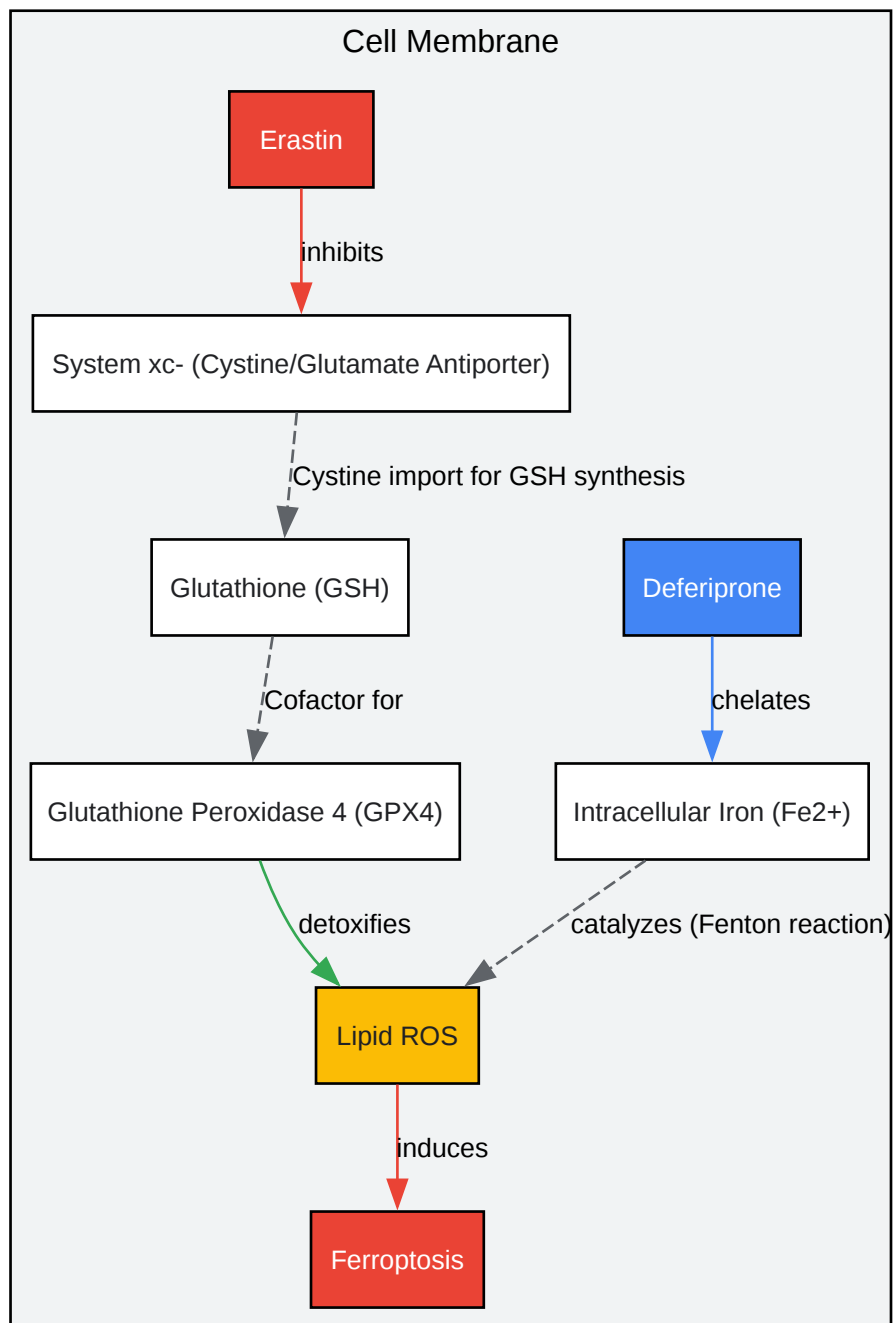 Cell Membrane
Erastin
inhibits
System xc- (Cystine/Glutamate Antiporter)
Cystine import for GSH synthesis
Glutathione (GSH)
Deferiprone
Cofactor for
chelates
Glutathione Peroxidase 4 (GPX4)
Intracellular Iron (Fe2+)
detoxifies
catalyzes (Fenton reaction)
Lipid ROS
induces
Ferroptosis